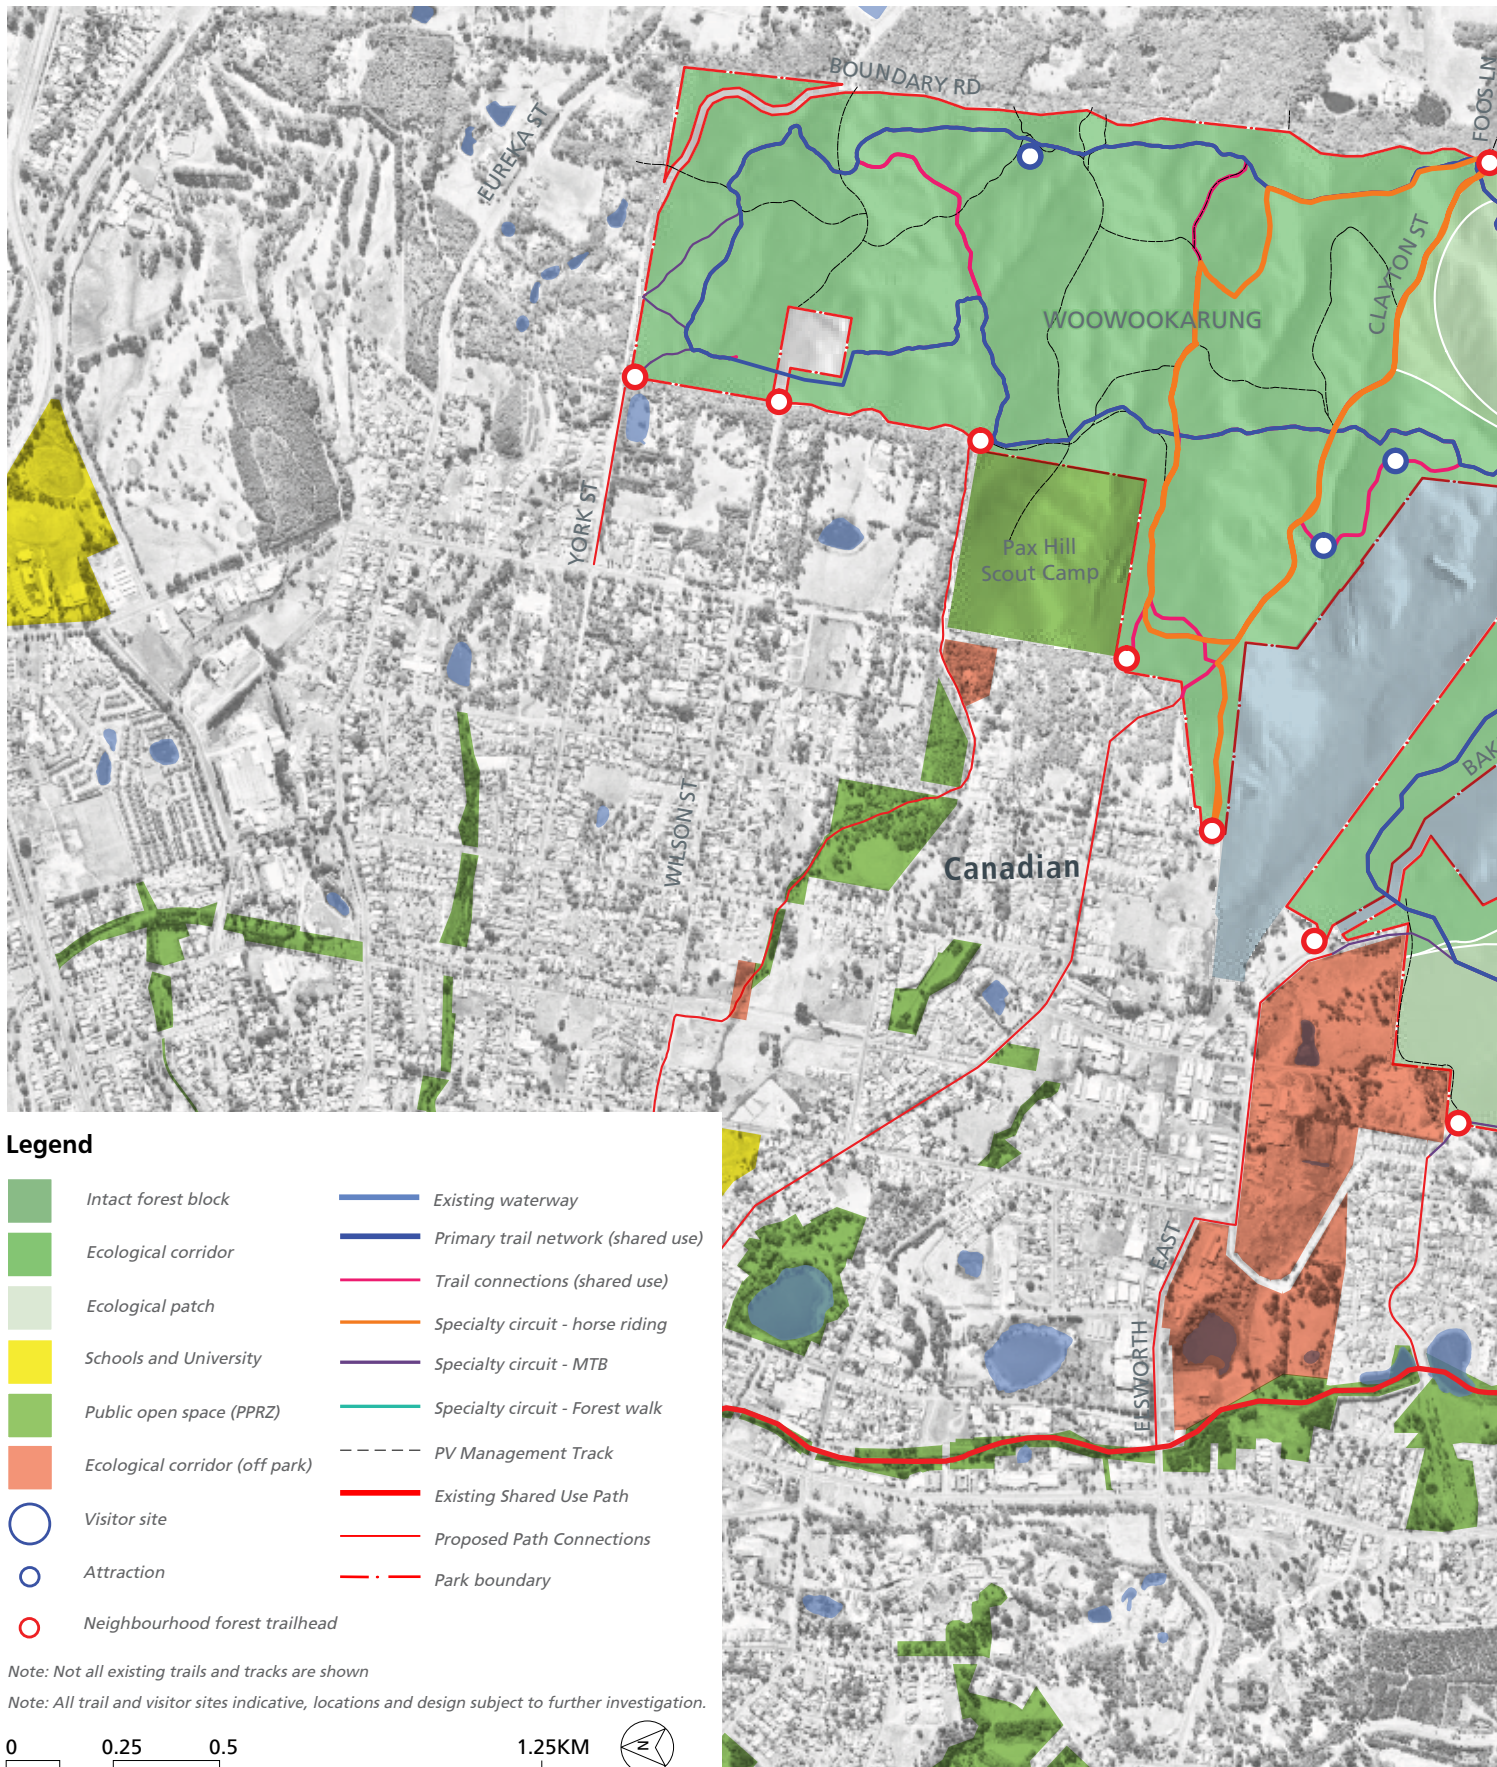 BOUNDARY RD
FOOS LN
EUREKA ST
CLAYTON ST
WOOWOOKARUNG
YORK ST
Pax Hill
Scout Camp
BAK
WILSON ST
Canadian
EAST
ELSWORTH
Legend
Intact forest block
Ecological corridor
Ecological patch
Schools and University
Public open space (PPRZ)
Ecological corridor (off park)
Visitor site
Attraction
Neighbourhood forest trailhead
Existing waterway
Primary trail network (shared use)
Trail connections (shared use)
Specialty circuit - horse riding
Specialty circuit - MTB
Specialty circuit - Forest walk
PV Management Track
Existing Shared Use Path
Proposed Path Connections
Park boundary
Note: Not all existing trails and tracks are shown
Note: All trail and visitor sites indicative, locations and design subject to further investigation.
0 0.25 0.5 1.25KM
N